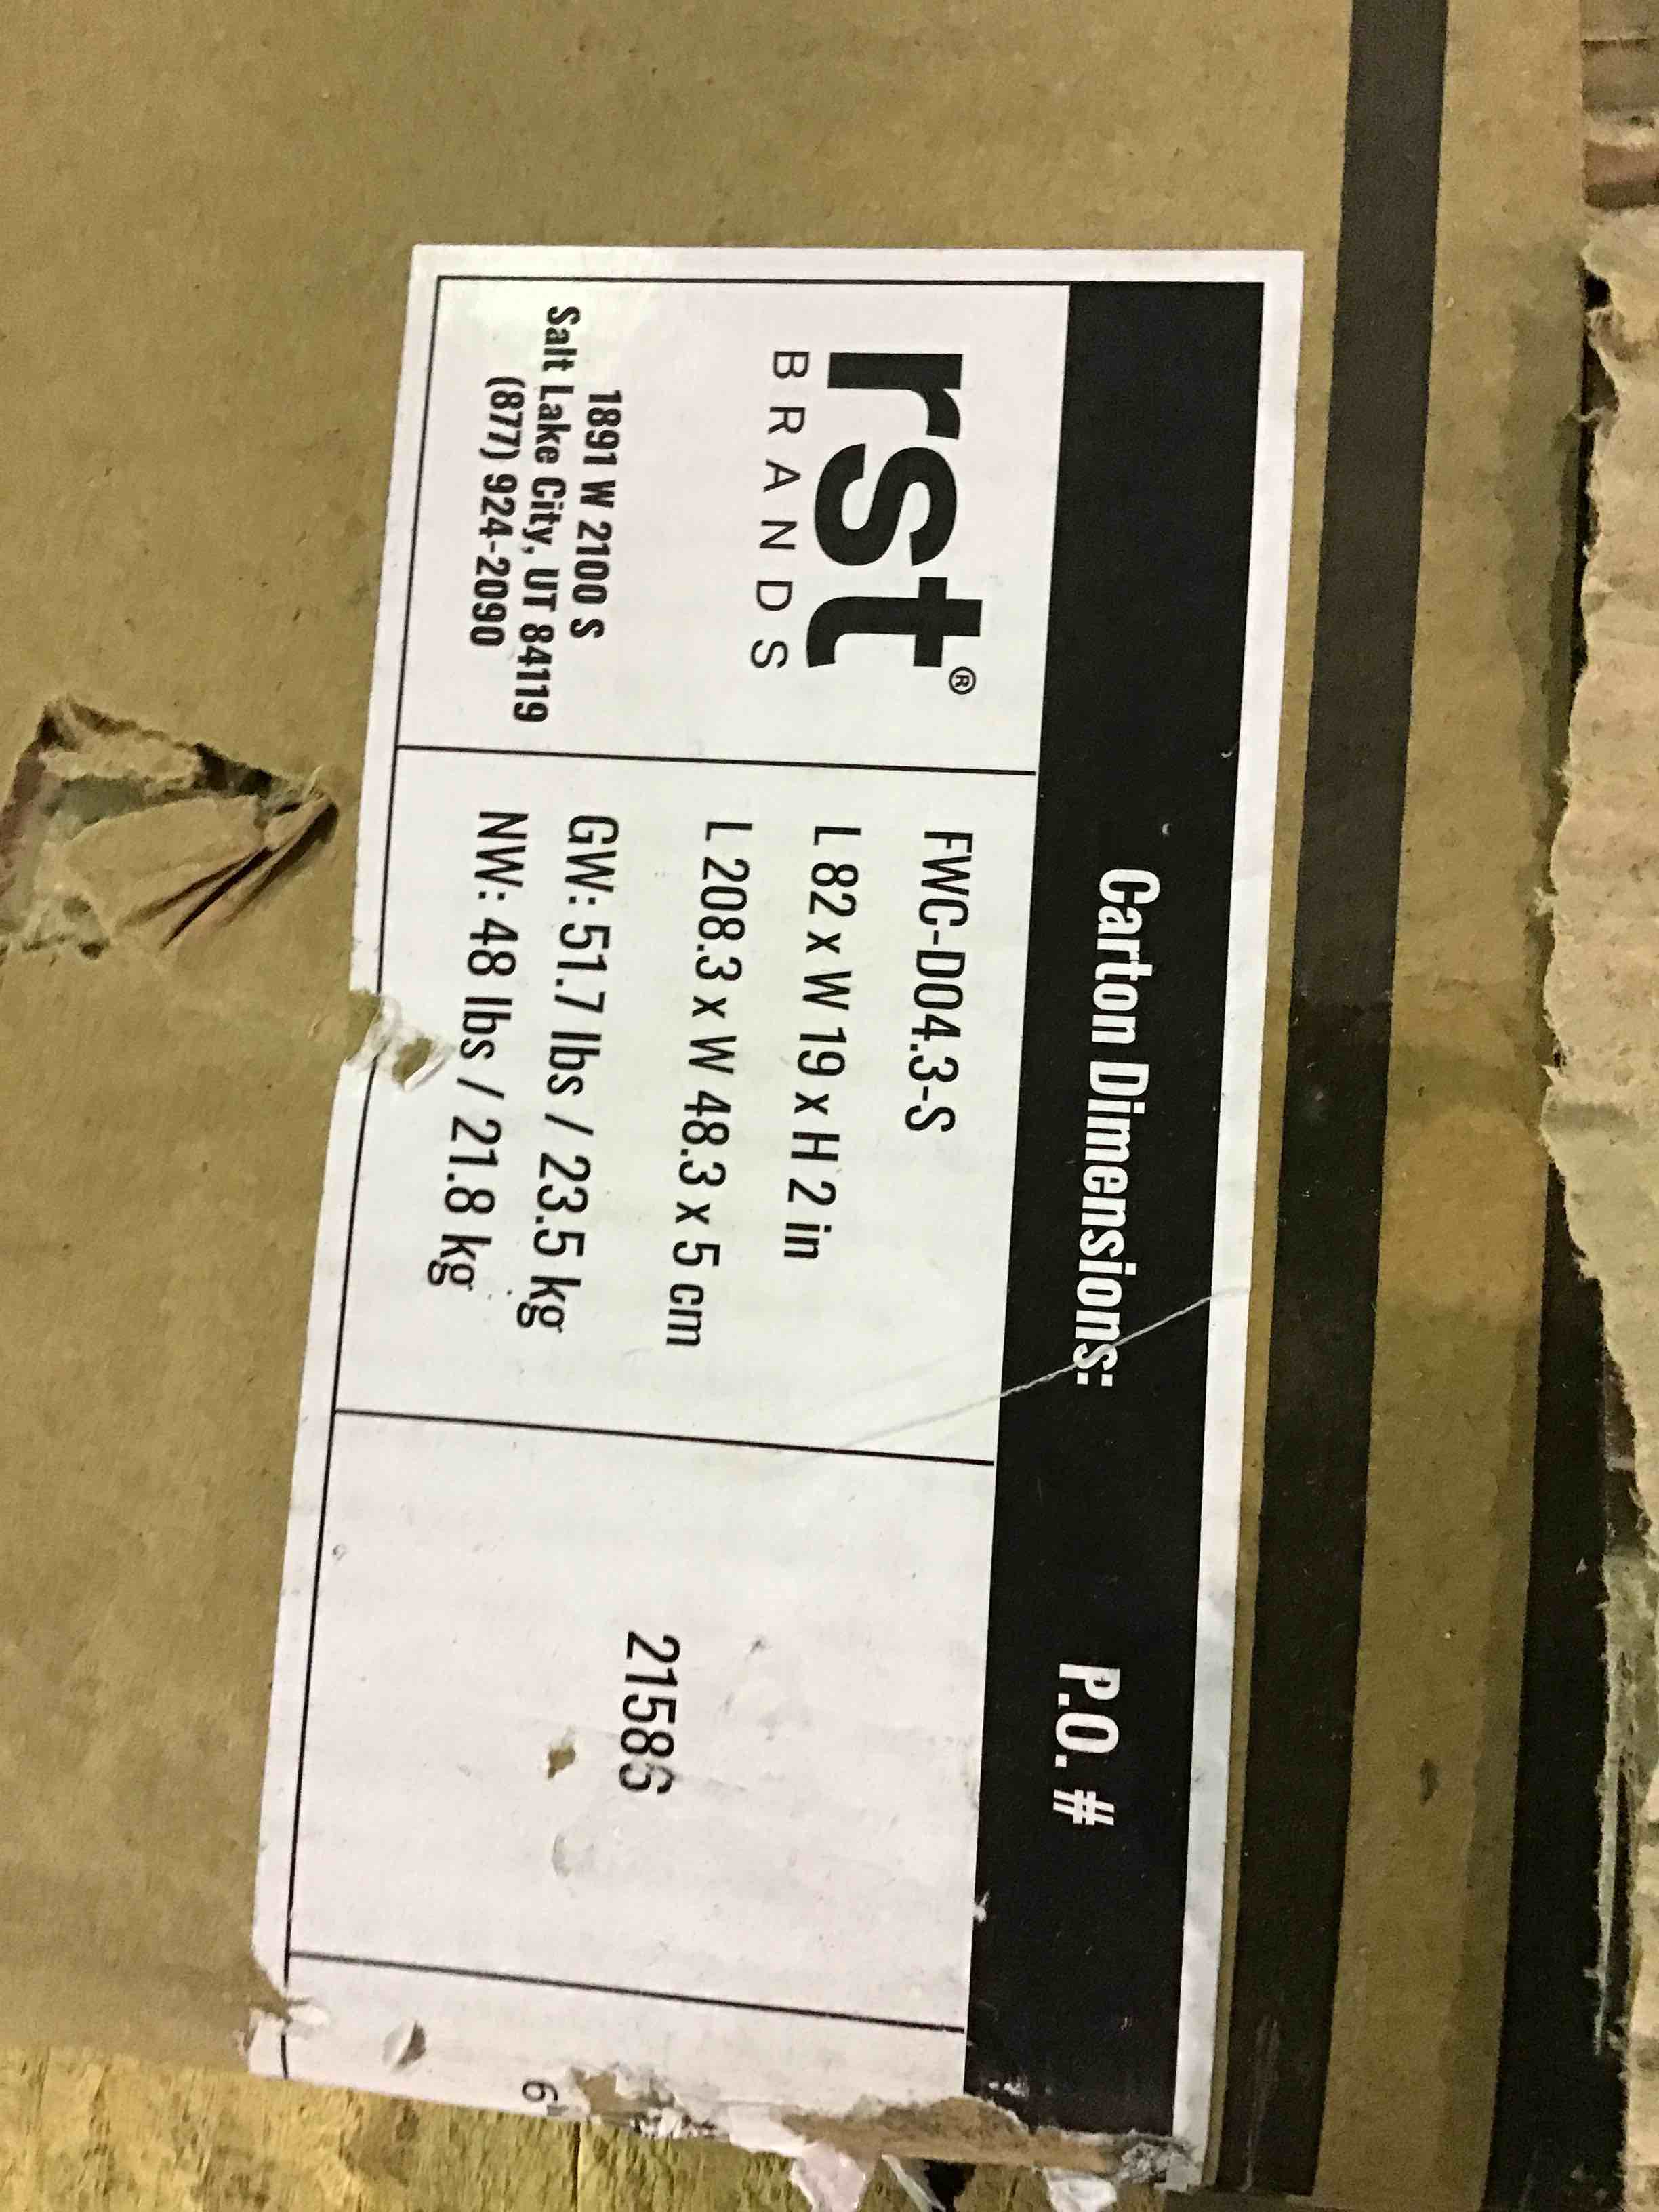 Carton Dimensions:
P.O. #
rst®
BRANDS
1891 W 2100 S
Salt Lake City, UT 84119
(877) 924-2090
FWC-D04.3-S
L 82 x W 19 x H 2 in
L 208.3 x W 48.3 x 5 cm
GW: 51.7 lbs / 23.5 kg
NW: 48 lbs / 21.8 kg
21586